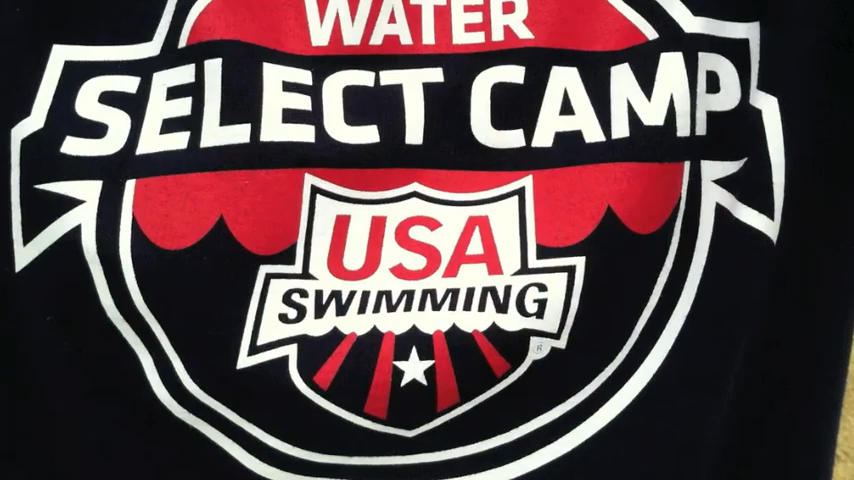 WATER
SELECT CAMP
USA
SWIMMING
®